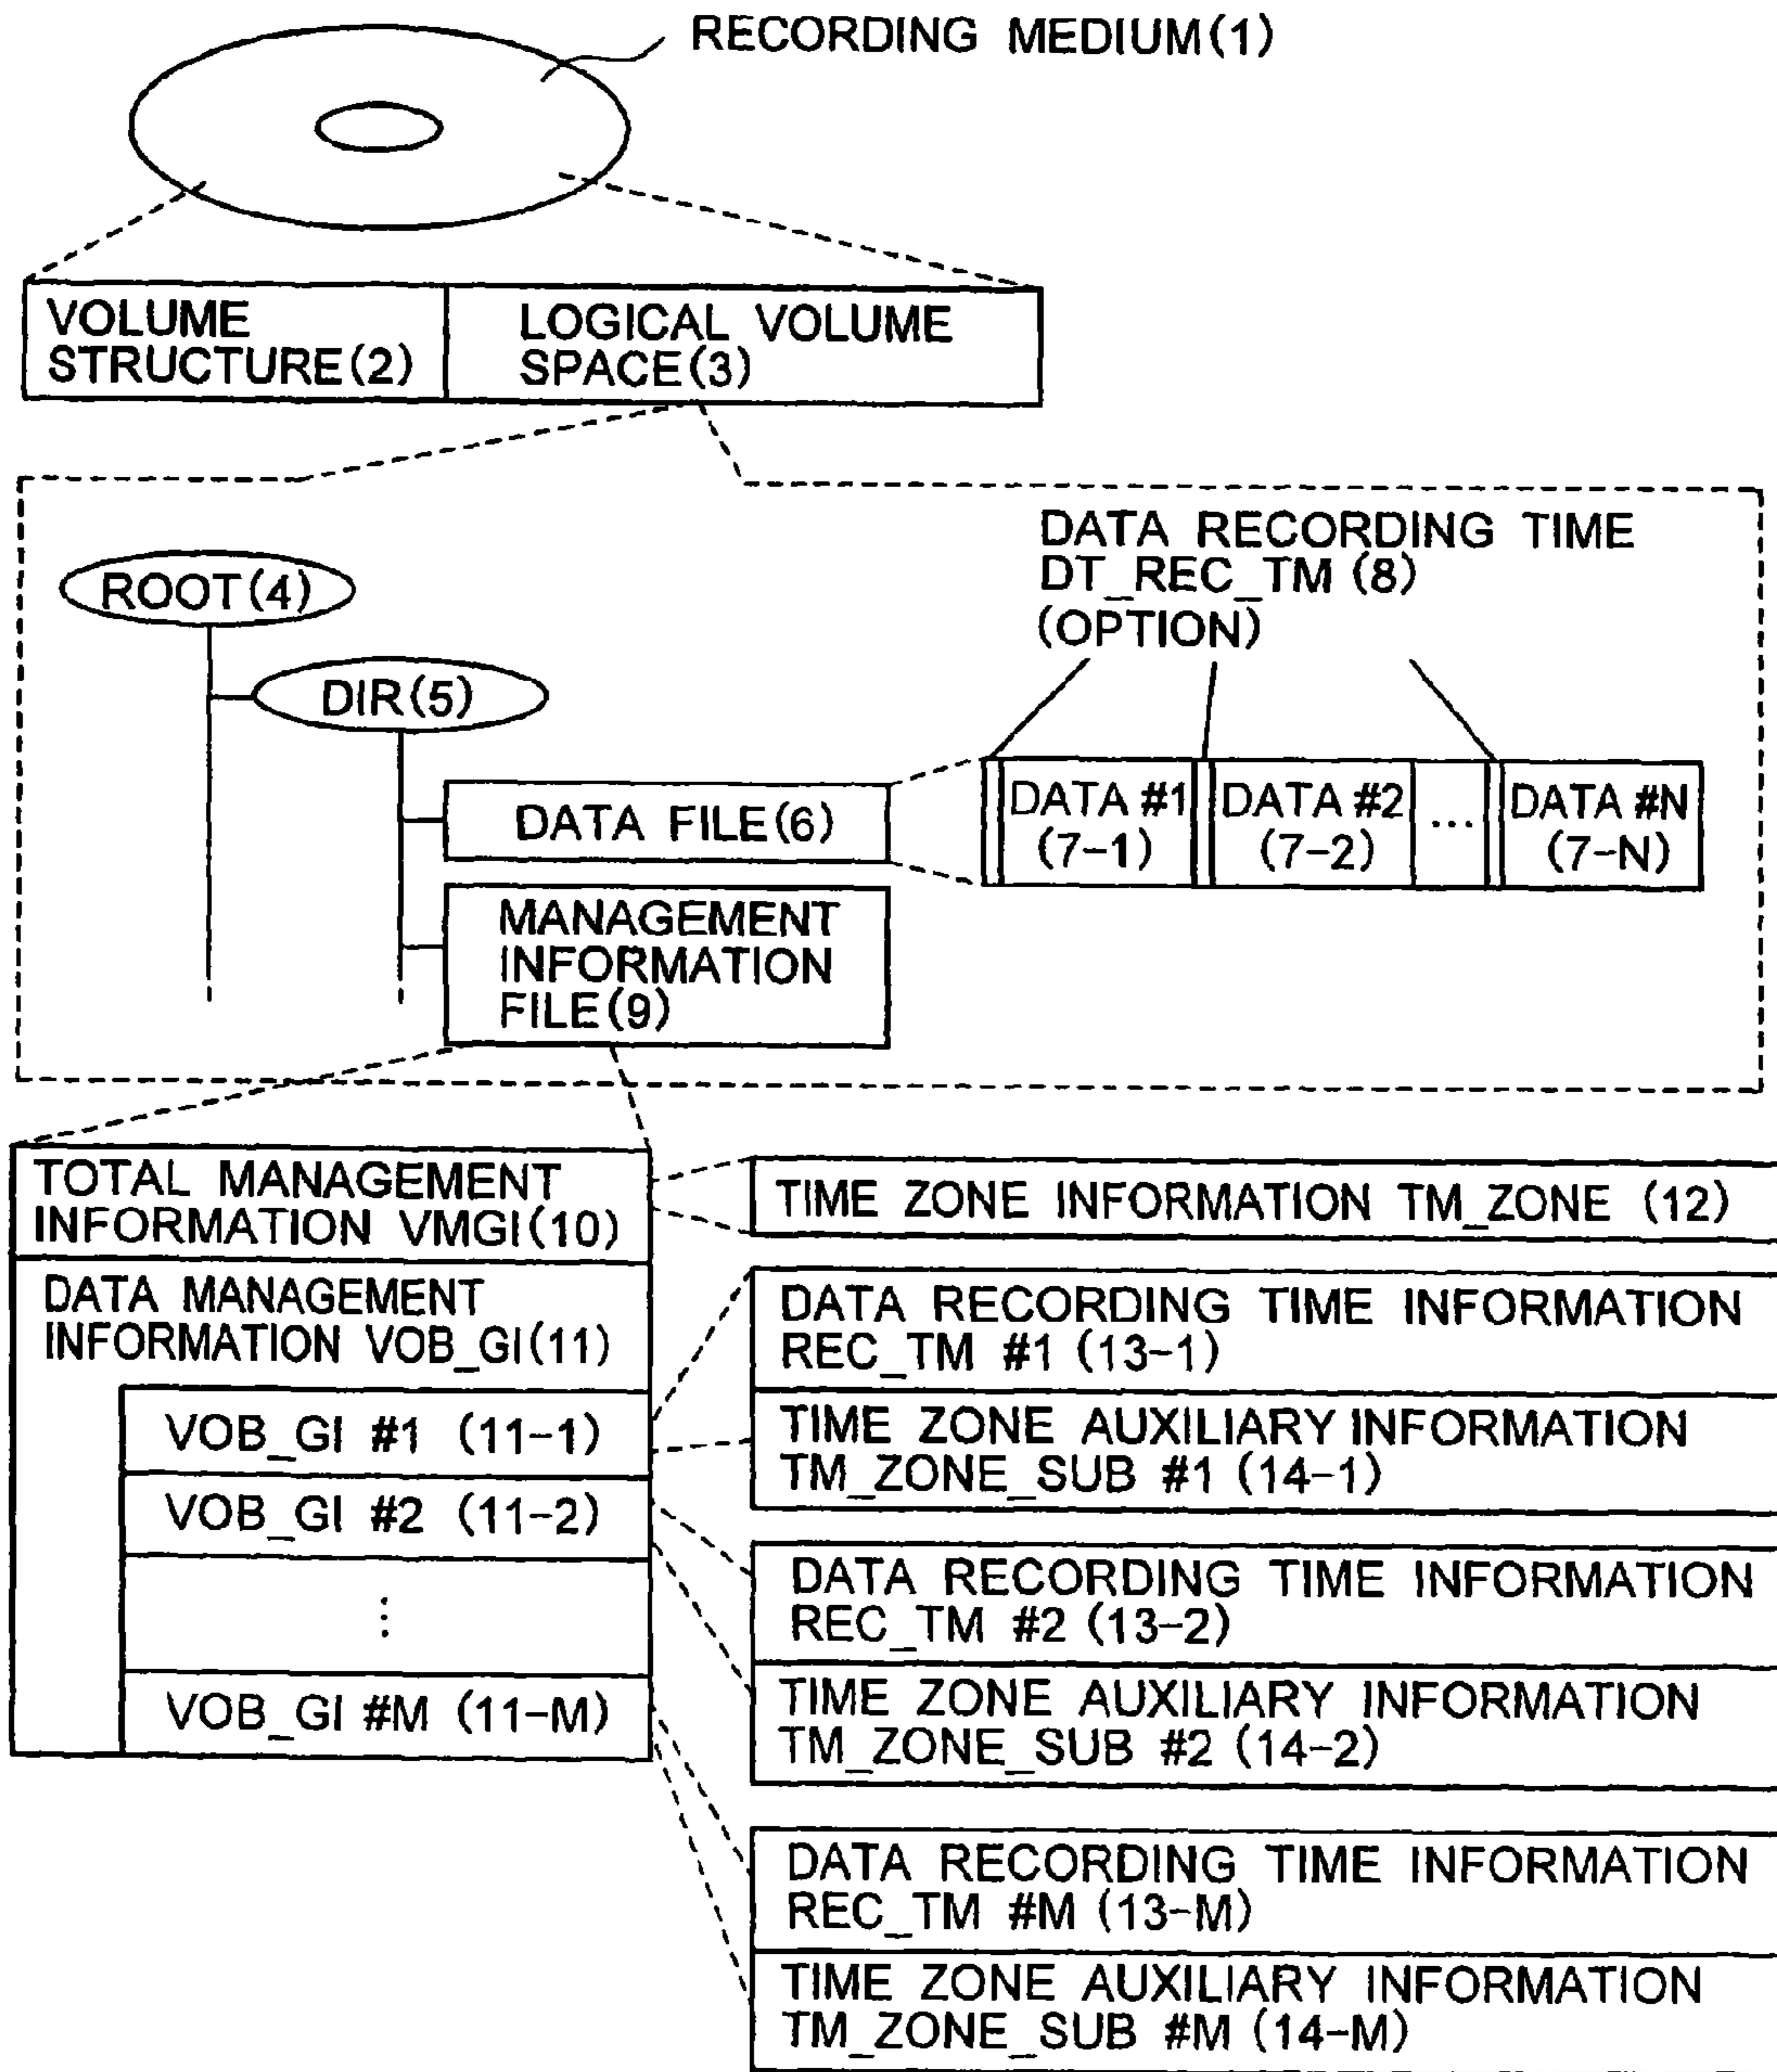 RECORDING MEDIUM(1)
VOLUME
STRUCTURE(2)
LOGICAL VOLUME
SPACE(3)
ROOT(4)
DIR(5)
DATA FILE(6)
MANAGEMENT
INFORMATION
FILE(9)
DATA RECORDING TIME
DT_REC_TM (8)
(OPTION)
DATA #1
(7-1)
DATA #2
(7-2)
...
DATA #N
(7-N)
TOTAL MANAGEMENT
INFORMATION VMGI(10)
DATA MANAGEMENT
INFORMATION VOB_GI(11)
VOB_GI #1 (11-1)
VOB_GI #2 (11-2)
⋮
VOB_GI #M (11-M)
TIME ZONE INFORMATION TM_ZONE (12)
DATA RECORDING TIME INFORMATION
REC_TM #1 (13-1)
TIME ZONE AUXILIARY INFORMATION
TM_ZONE_SUB #1 (14-1)
DATA RECORDING TIME INFORMATION
REC_TM #2 (13-2)
TIME ZONE AUXILIARY INFORMATION
TM_ZONE_SUB #2 (14-2)
DATA RECORDING TIME INFORMATION
REC_TM #M (13-M)
TIME ZONE AUXILIARY INFORMATION
TM_ZONE_SUB #M (14-M)